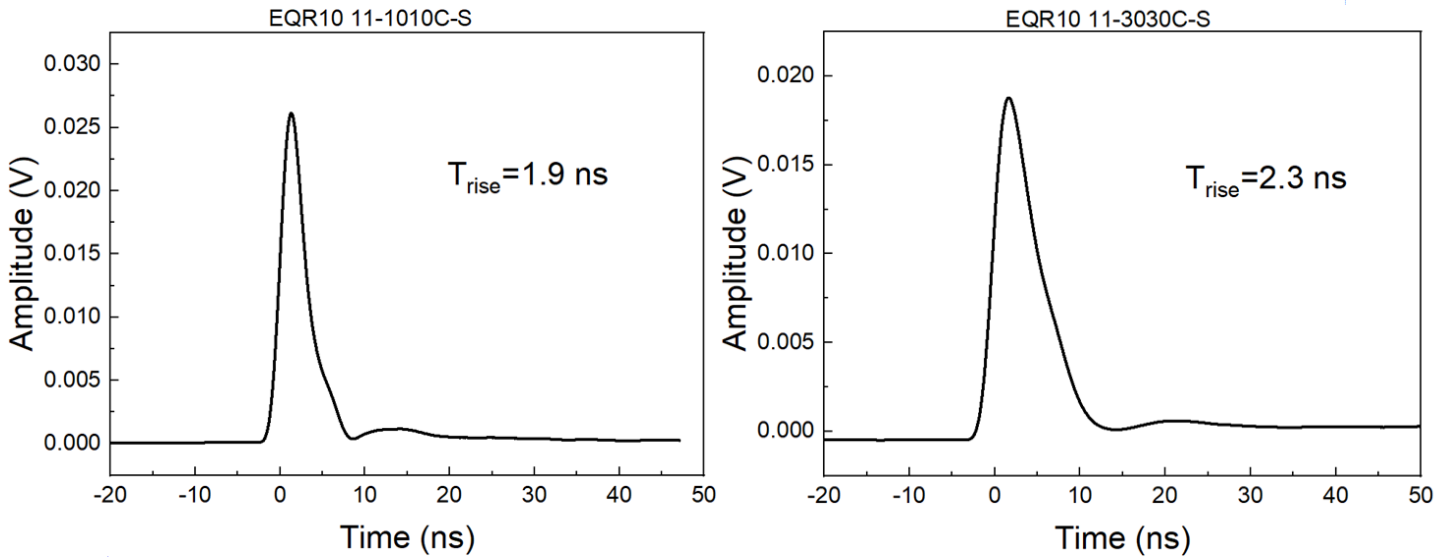 EQR10 11-1010C-S
0.030
0.025
0.020
0.015
0.010
0.005
0.000
Amplitude (V)
T_rise=1.9 ns
-20 -10 0 10 20 30 40 50
Time (ns)
EQR10 11-3030C-S
0.020
0.015
0.010
0.005
0.000
Amplitude (V)
T_rise=2.3 ns
-20 -10 0 10 20 30 40 50
Time (ns)